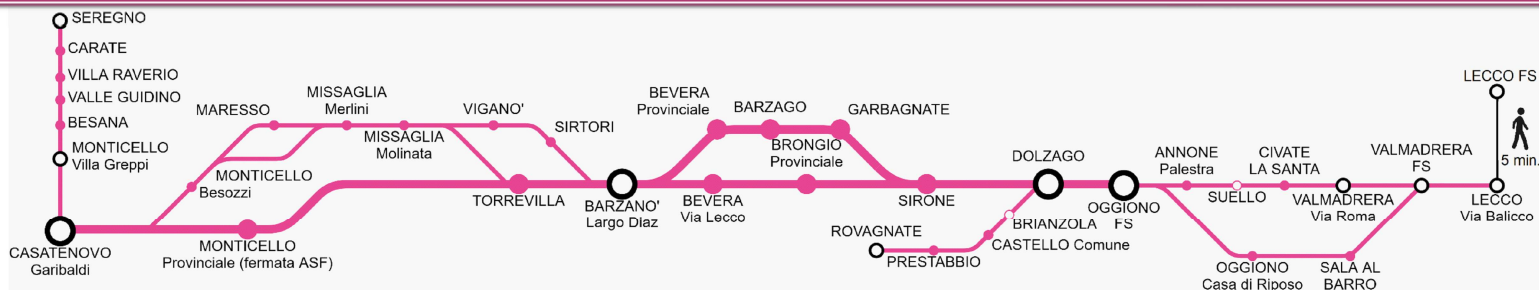 SEREGNO
CARATE
VILLA RAVERIO
VALLE GUIDINO
BESANA
MONTICELLO
Villa Greppi
CASATENOVO
Garibaldi
MARESSO
MISSAGLIA
Merlini
MISSAGLIA
Molinata
VIGANO'
SIRTORI
MONTICELLO
Besozzi
MONTICELLO
Provinciale (fermata ASF)
TORREVILLA
BARZANO'
Largo Diaz
BEVERA
Provinciale
BARZAGO
GARBAGNATE
BRONGIO
Provinciale
BEVERA
Via Lecco
SIRONE
DOLZAGO
ROVAGNATE
PRESTABBIO
CASTELLO Comune
BRIANZOLA
OGGIONO
FS
ANNONE
Palestra
SUELLO
CIVATE
LA SANTA
VALMADRERA
Via Roma
VALMADRERA
FS
OGGIONO
Casa di Riposo
SALA AL
BARRO
LECCO FS
5 min.
LECCO
Via Balicco